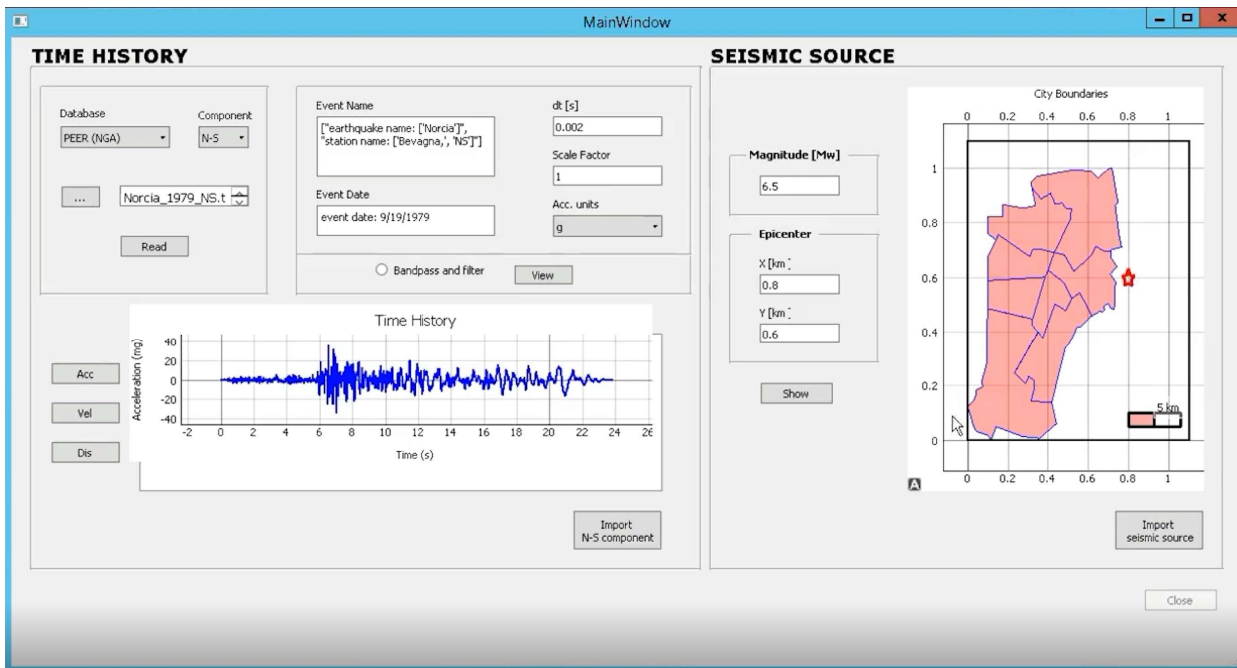 MainWindow
TIME HISTORY
Database
Component
PEER (NGA)
N-S
...
Norcia_1979_NS.t
Read
Event Name
["earthquake name: ['Norcia']",
"station name: ['Bevagna,', 'NS']"]
Event Date
event date: 9/19/1979
dt [s]
0.002
Scale Factor
1
Acc. units
g
Bandpass and filter
View
Acc
Vel
Dis
Time History
Acceleration (mg)
40
20
0
-20
-40
-2 0 2 4 6 8 10 12 14 16 18 20 22 24 26
Time (s)
Import
N-S component
SEISMIC SOURCE
Magnitude [Mw]
6.5
Epicenter
X [km
0.8
Y [km
0.6
Show
City Boundaries
0 0.2 0.4 0.6 0.8 1
1
0.8
0.6
0.4
0.2
0
5 km
0 0.2 0.4 0.6 0.8 1
A
Import
seismic source
Close